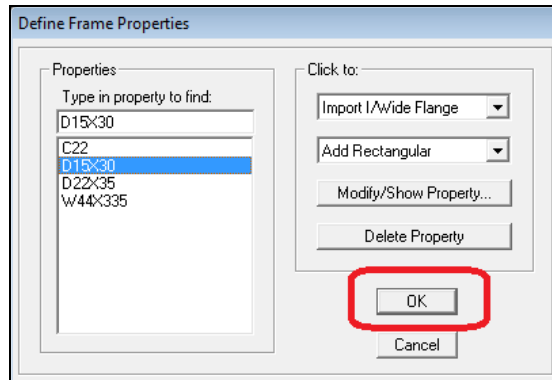 Define Frame Properties
Properties
Type in property to find:
D15X30
C22
D15X30
D22X35
W44X335
Click to:
Import I/Wide Flange
Add Rectangular
Modify/Show Property...
Delete Property
OK
Cancel